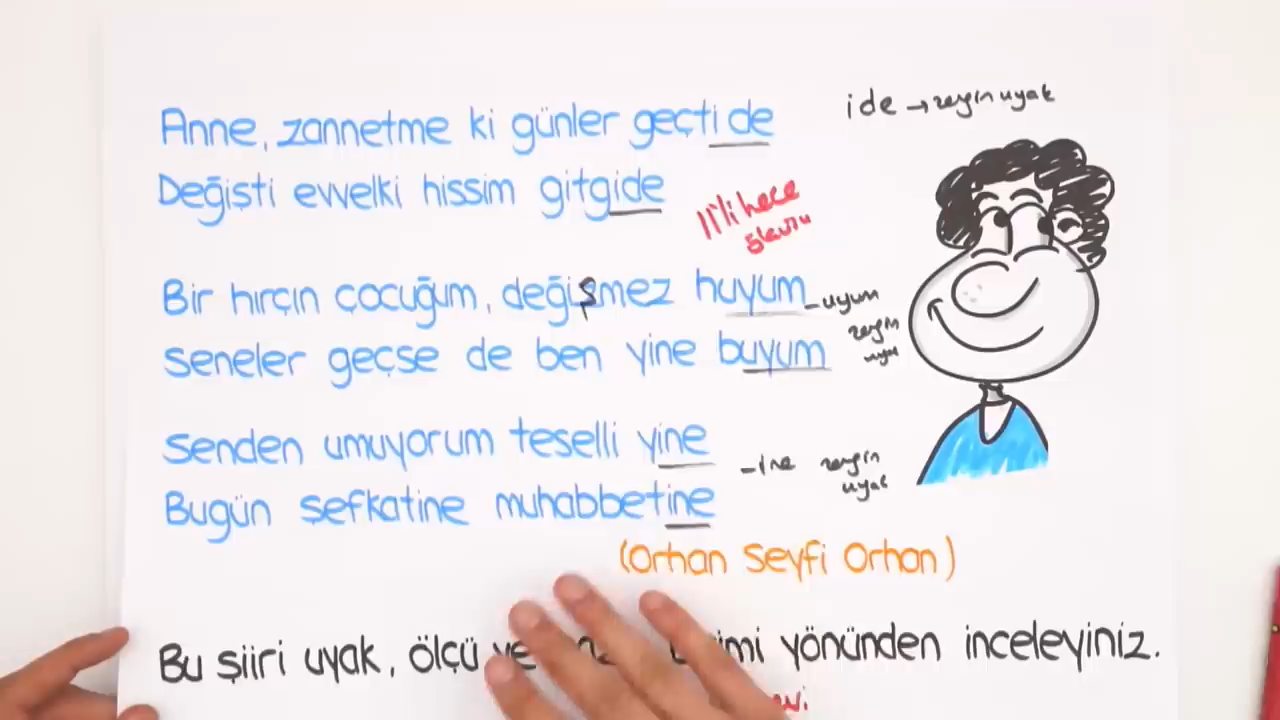 Anne, zannetme ki günler geçti de
Değişti evvelki hissim gitgide
ide → zengin uyak
11'li hece
ölçüsü
Bir hırçın çocuğum, değişmez huyum
Seneler geçse de ben yine buyum
-uyum
zengin
uyak
Senden umuyorum teselli yine
Bugün şefkatine muhabbetine
-ine zengin
uyak
(Orhan Seyfi Orhon)
Bu şiiri uyak, ölçü ve yönünden inceleyiniz.